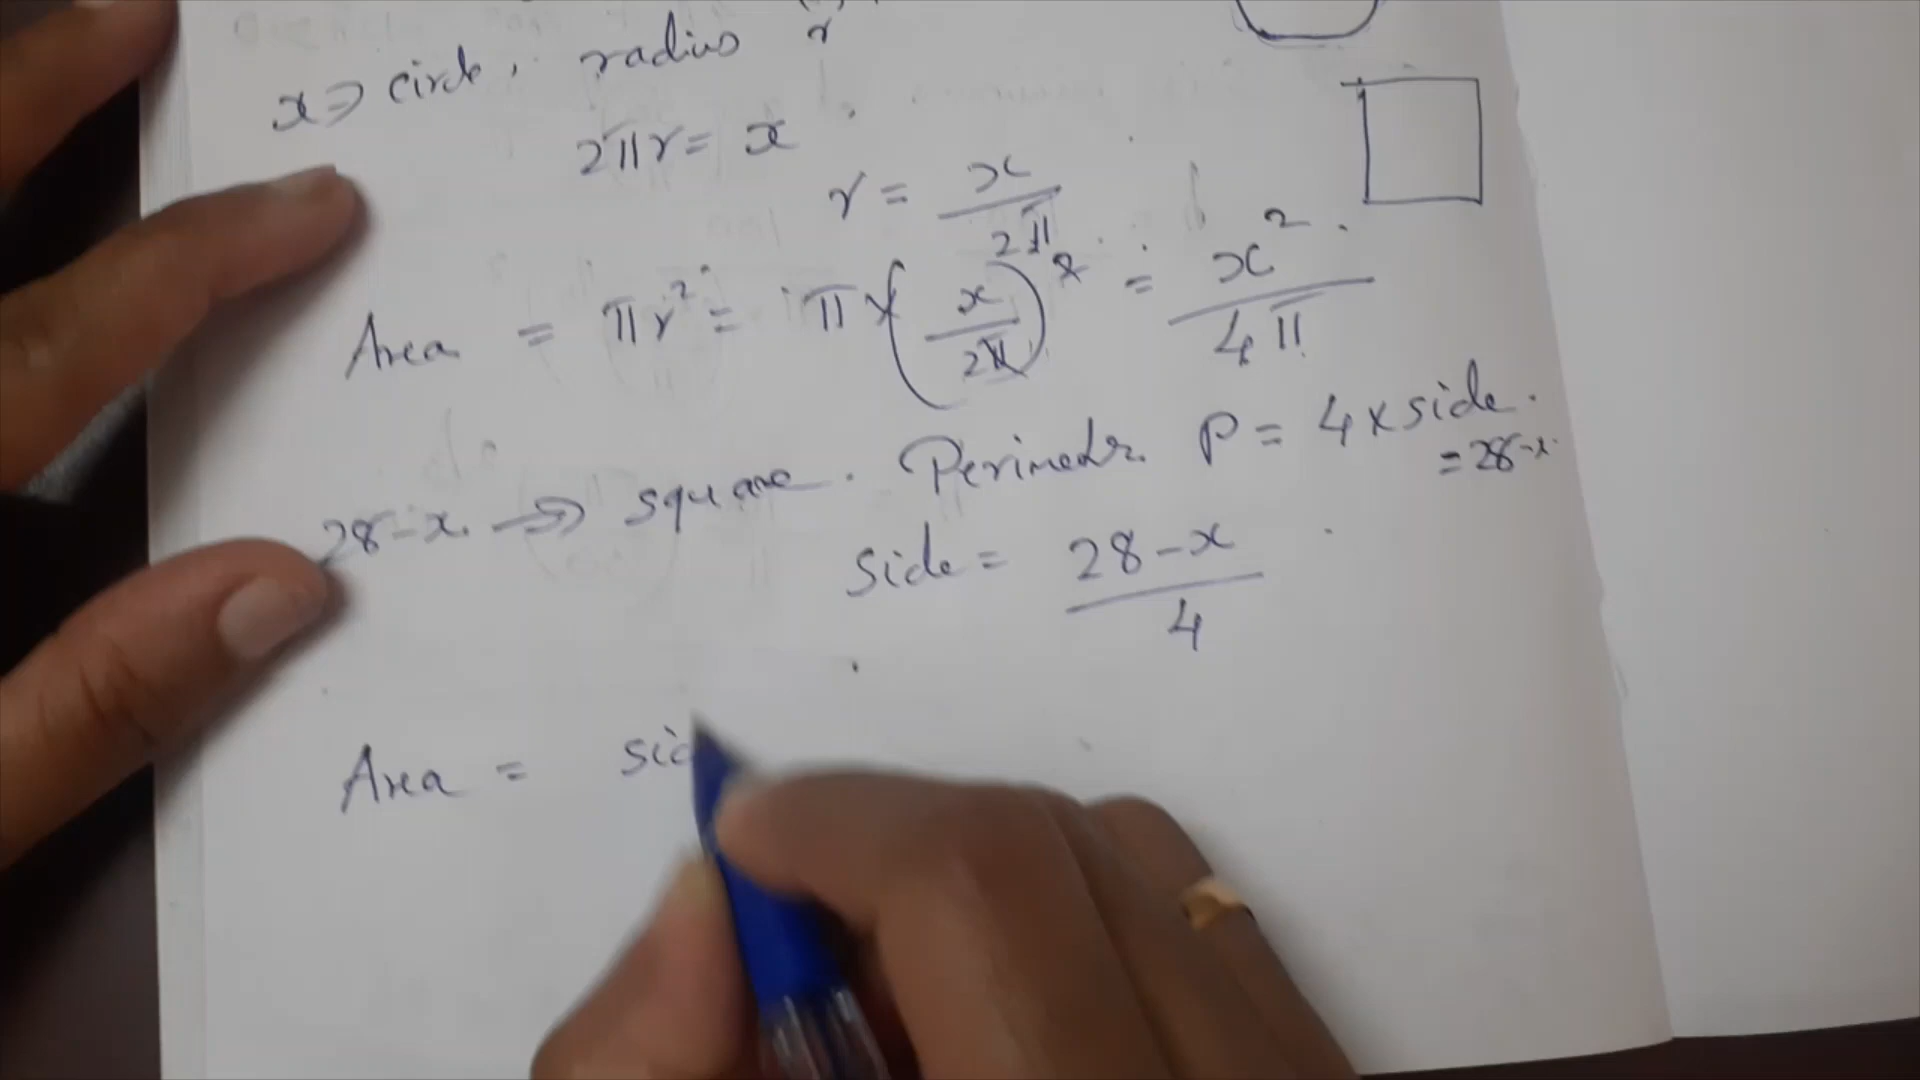 x ⇒ circle, radius r
2πr = x
r = x/2π
Area = πr² = π × (x/2π)² = x²/4π
28-x ⇒ square. Perimeter P = 4 x side.
= 28-x
Side = 28-x/4
Area = sid